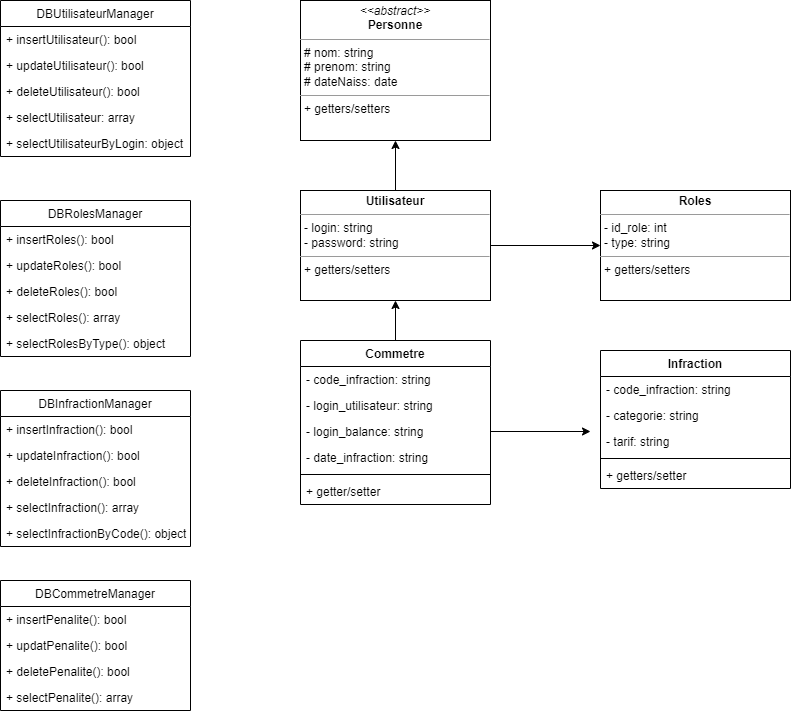 DBUtilisateurManager
+ insertUtilisateur(): bool
+ updateUtilisateur(): bool
+ deleteUtilisateur(): bool
+ selectUtilisateur: array
+ selectUtilisateurByLogin: object
DBRolesManager
+ insertRoles(): bool
+ updateRoles(): bool
+ deleteRoles(): bool
+ selectRoles(): array
+ selectRolesByType(): object
DBInfractionManager
+ insertInfraction(): bool
+ updateInfraction(): bool
+ deleteInfraction(): bool
+ selectInfraction(): array
+ selectInfractionByCode(): object
DBCommetreManager
+ insertPenalite(): bool
+ updatPenalite(): bool
+ deletePenalite(): bool
+ selectPenalite(): array
<<abstract>>
Personne
# nom: string
# prenom: string
# dateNaiss: date
+ getters/setters
Utilisateur
- login: string
- password: string
+ getters/setters
Roles
- id_role: int
- type: string
+ getters/setters
Commetre
- code_infraction: string
- login_utilisateur: string
- login_balance: string
- date_infraction: string
+ getter/setter
Infraction
- code_infraction: string
- categorie: string
- tarif: string
+ getters/setter